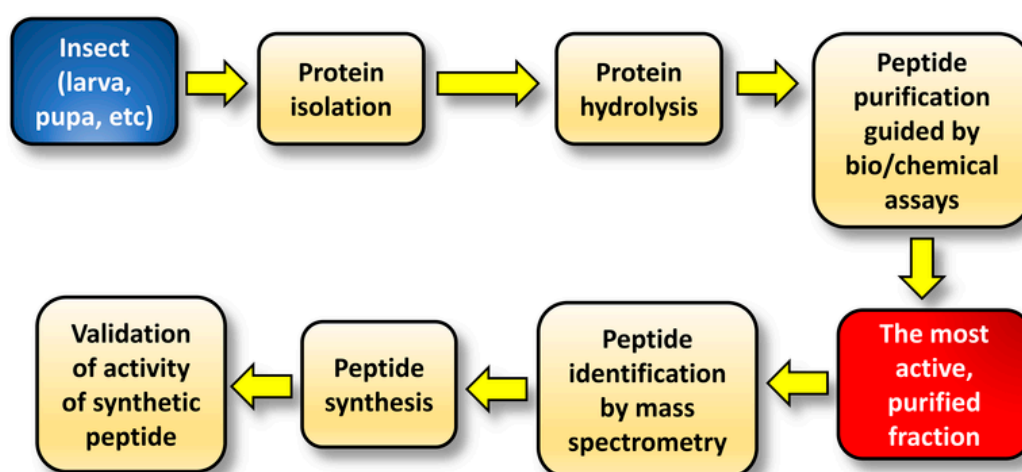 Insect
(larva,
pupa, etc)
Protein
isolation
Protein
hydrolysis
Peptide
purification
guided by
bio/chemical
assays
The most
active,
purified
fraction
Peptide
identification
by mass
spectrometry
Peptide
synthesis
Validation
of activity
of synthetic
peptide